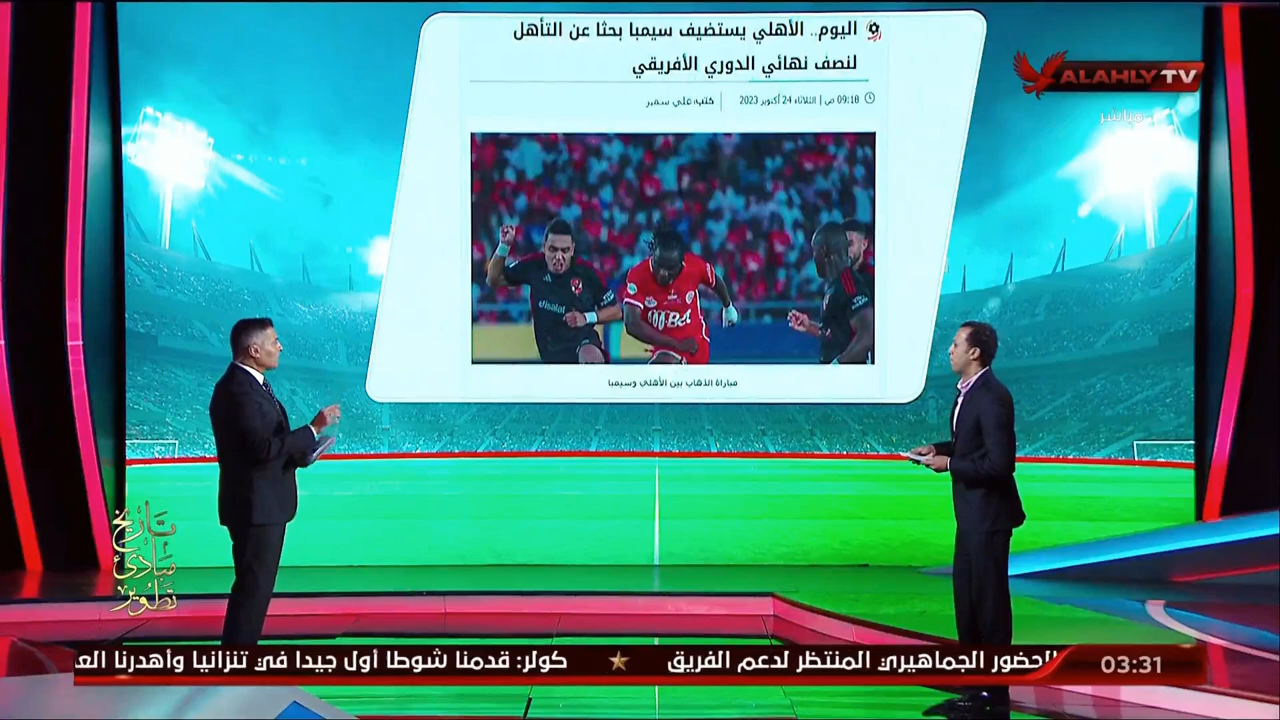 اليوم.. الأهلي يستضيف سيمبا بحثا عن التأهل
لنصف نهائي الدوري الأفريقي
09:18 ص | الثلاثاء 24 أكتوبر 2023
كتب: علي سمير
ALAHLY TV
مباشر
Bet
مباراة الذهاب بين الأهلي وسيمبا
تاريخ
مبادئ
تطوير
الحضور الجماهيري المنتظر لدعم الفريق ★ كولر: قدمنا شوطا أول جيدا في تنزانيا وأهدرنا
03:31